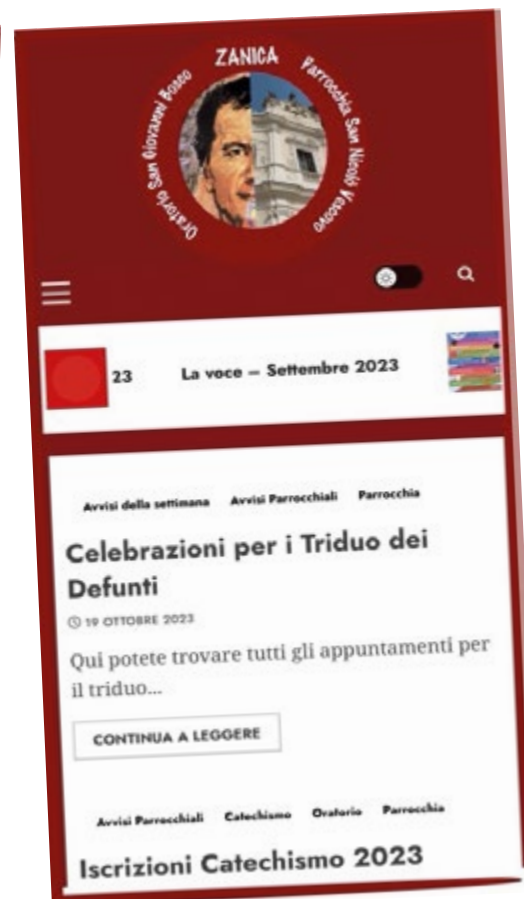 ZANICA
Oratorio San Giovanni Bosco
Parrocchia San Nicolò Vescovo
23 La voce – Settembre 2023
Avvisi della settimana Avvisi Parrocchiali Parrocchia
Celebrazioni per i Triduo dei
Defunti
19 OTTOBRE 2023
Qui potete trovare tutti gli appuntamenti per
il triduo...
CONTINUA A LEGGERE
Avvisi Parrocchiali Catechismo Oratorio Parrocchia
Iscrizioni Catechismo 2023